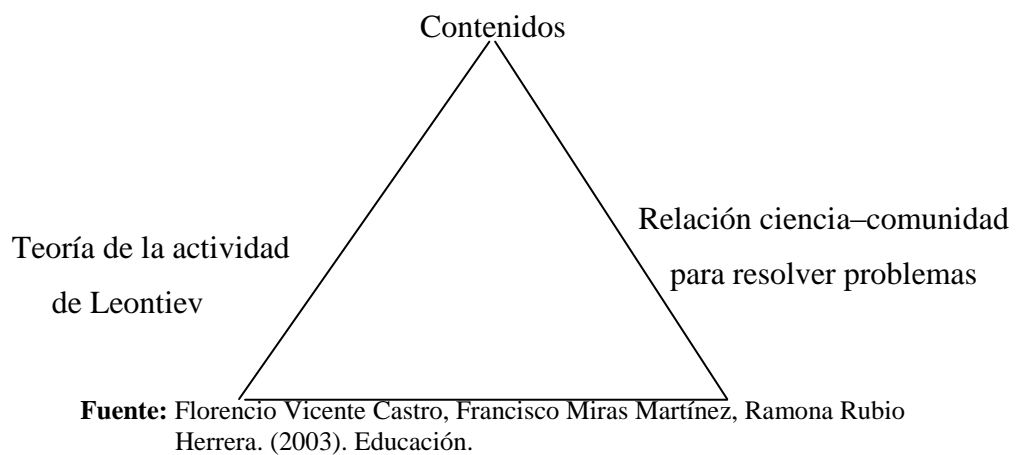 Contenidos
Teoría de la actividad
de Leontiev
Relación ciencia–comunidad
para resolver problemas
Fuente: Florencio Vicente Castro, Francisco Miras Martínez, Ramona Rubio
Herrera. (2003). Educación.